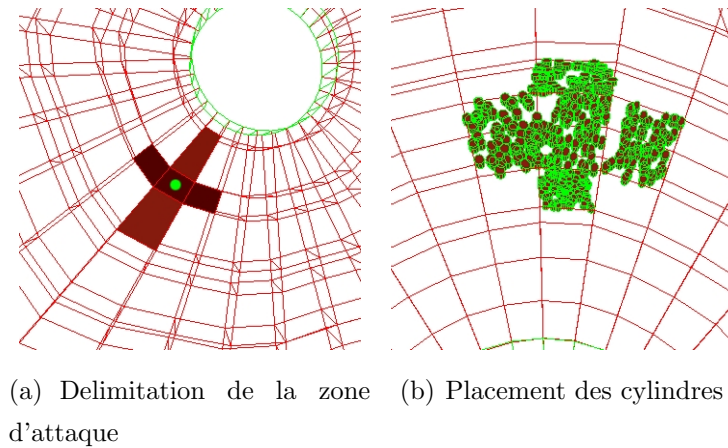 (a) Delimitation de la zone
d'attaque
(b) Placement des cylindres